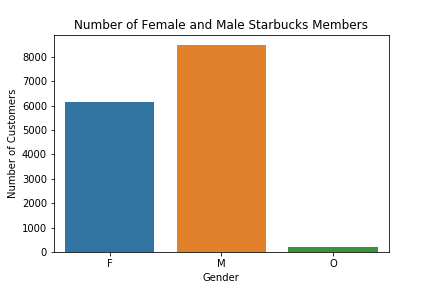 Number of Female and Male Starbucks Members
8000
7000
6000
5000
4000
3000
2000
1000
0
Number of Customers
F M O
Gender